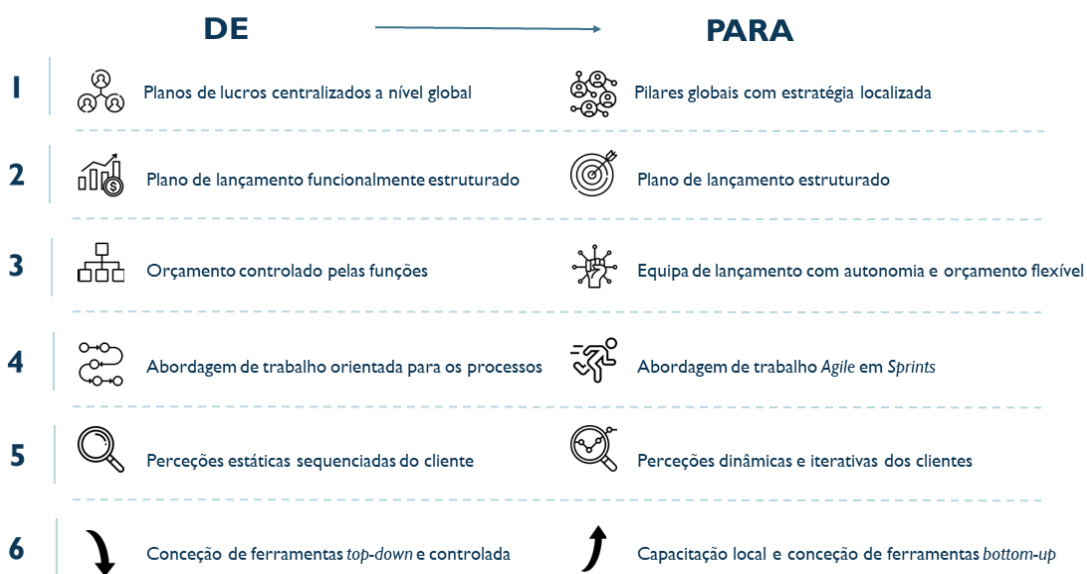 DE PARA
1 Planos de lucros centralizados a nível global Pilares globais com estratégia localizada
2 Plano de lançamento funcionalmente estruturado Plano de lançamento estruturado
3 Orçamento controlado pelas funções Equipa de lançamento com autonomia e orçamento flexível
4 Abordagem de trabalho orientada para os processos Abordagem de trabalho Agile em Sprints
5 Perceções estáticas sequenciadas do cliente Perceções dinâmicas e iterativas dos clientes
6 Conceção de ferramentas top-down e controlada Capacitação local e conceção de ferramentas bottom-up